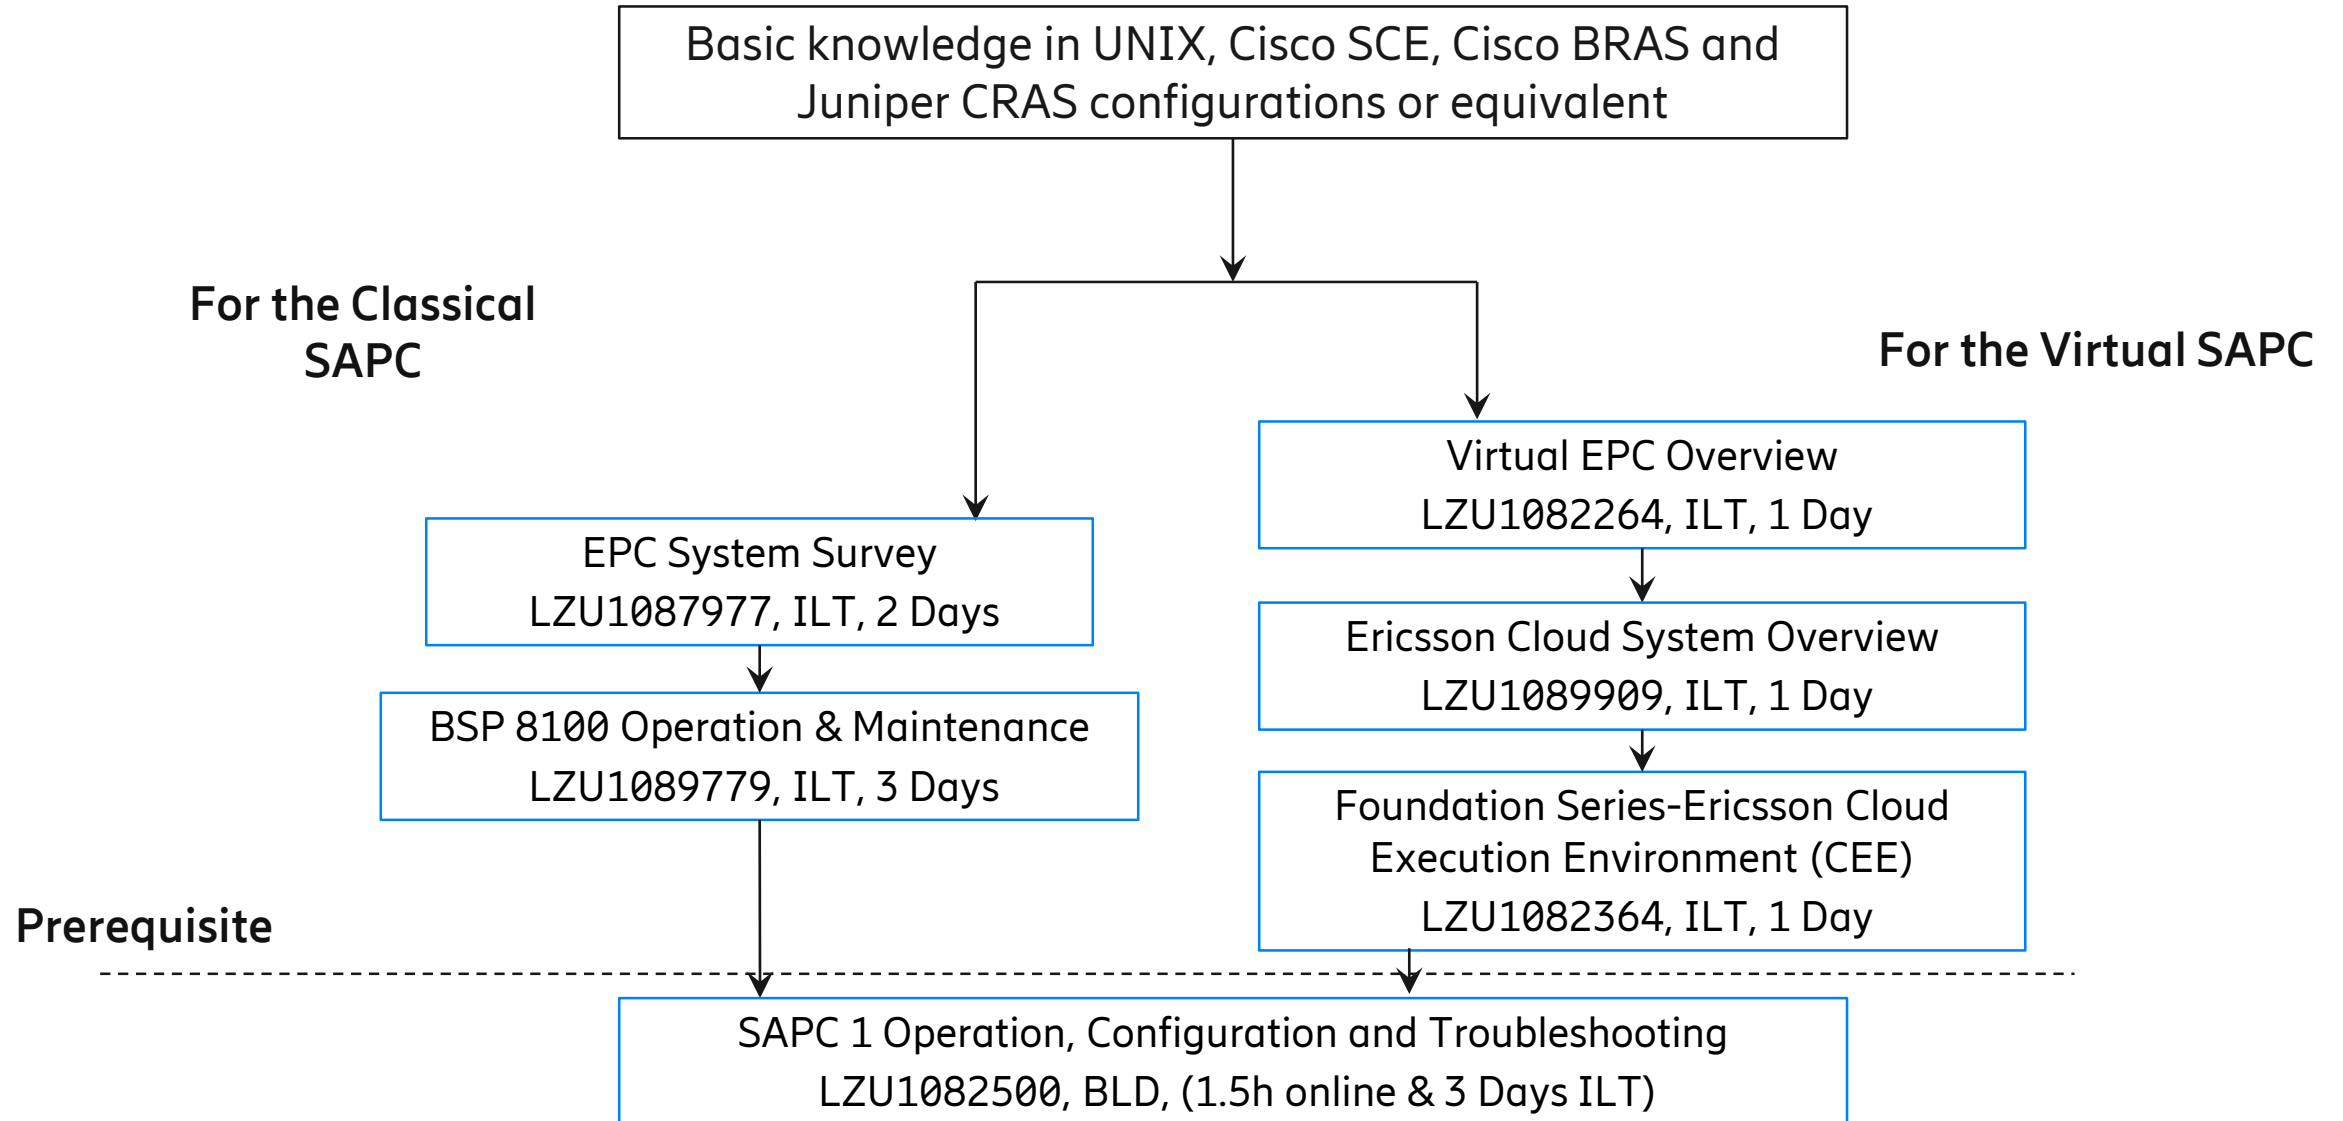 Basic knowledge in UNIX, Cisco SCE, Cisco BRAS and
Juniper CRAS configurations or equivalent
For the Classical
SAPC
For the Virtual SAPC
Virtual EPC Overview
LZU1082264, ILT, 1 Day
EPC System Survey
LZU1087977, ILT, 2 Days
Ericsson Cloud System Overview
LZU1089909, ILT, 1 Day
BSP 8100 Operation & Maintenance
LZU1089779, ILT, 3 Days
Foundation Series-Ericsson Cloud
Execution Environment (CEE)
LZU1082364, ILT, 1 Day
Prerequisite
SAPC 1 Operation, Configuration and Troubleshooting
LZU1082500, BLD, (1.5h online & 3 Days ILT)